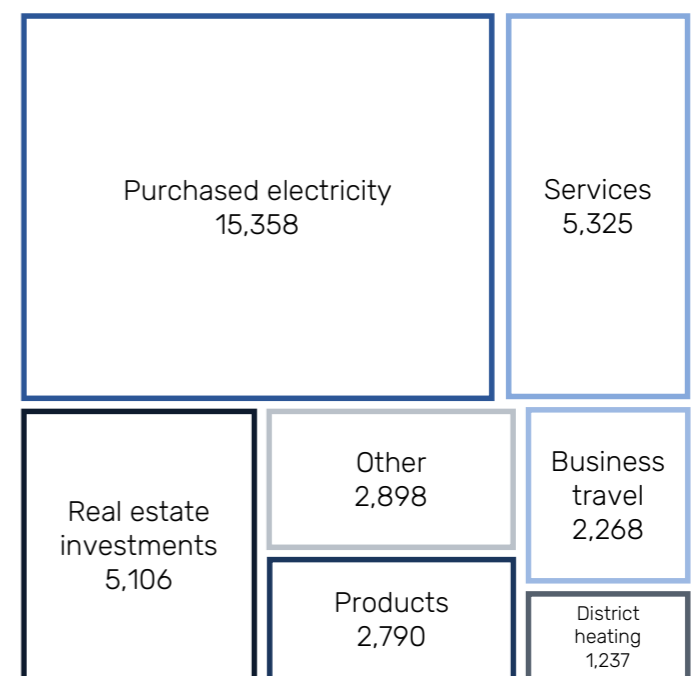 Purchased electricity
15,358
Services
5,325
Real estate
investments
5,106
Other
2,898
Products
2,790
Business
travel
2,268
District
heating
1,237